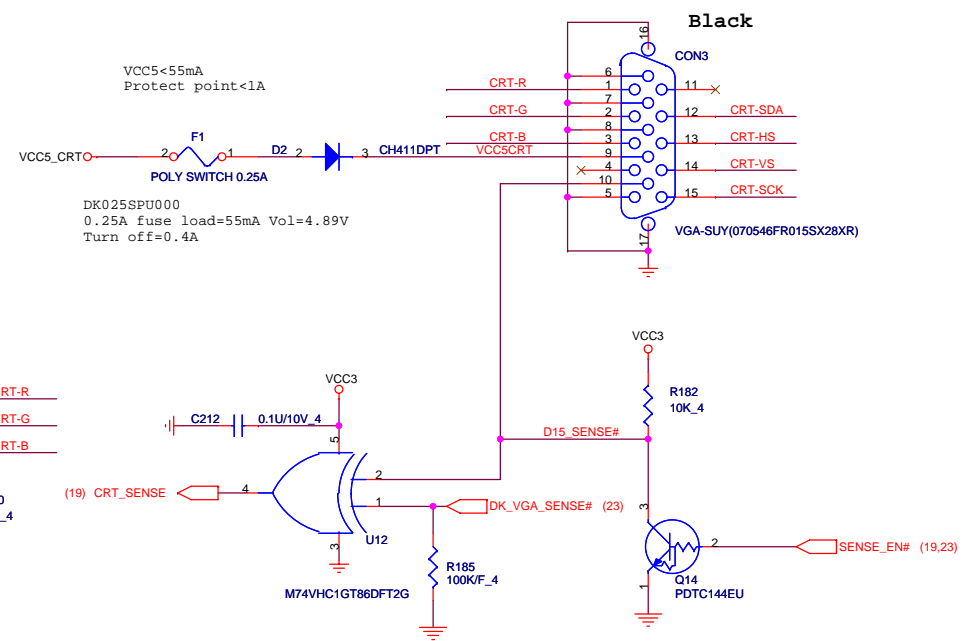 Black
16
CON3
VCC5<55mA
Protect point<1A
6
CRT-R 1
11
7
CRT-G 2
12 CRT-SDA
8
F1
CRT-B 3
13 CRT-HS
VCC5_CRT 2 1 D2 2 3 CH411DPT VCC5CRT 9
4
14 CRT-VS
POLY SWITCH 0.25A
10
5
15 CRT-SCK
DK025SPU000
0.25A fuse load=55mA Vol=4.89V
Turn off=0.4A
17
VGA-SUY(070546FR015SX28XR)
VCC3
VCC3
RT-R
R182
10K_4
C212 0.1U/10V_4
RT-G
5
D15_SENSE#
RT-B
2
(19) CRT_SENSE 4
1
DK_VGA_SENSE# (23)
0
_4
3
U12
3
2
SENSE_EN# (19,23)
R185
100K/F_4
1
Q14
PDTC144EU
M74VHC1GT86DFT2G